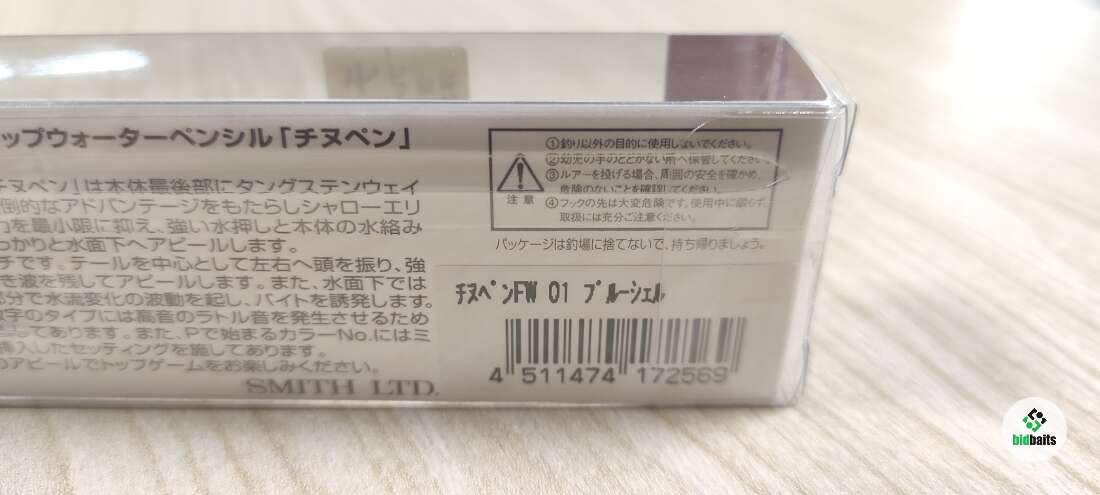 ップウォーターペンシル「チヌペン」
チヌペン」は本体最後部にタングステンウェイ
倒的なアドバンテージをもたらしシャローエリ
力を最小限に抑え、強い水押しと本体の水絡み
っかりと水面下へアピールします。
チです。テールを中心として左右へ頭を振り、強
き波を残してアピールします。また、水面下では
部分で水流変化の波動を起し、バイトを誘発します。
字のタイプには高音のラトル音を発生させるため
してあります。また、Pで始まるカラーNo.にはミ
挿入したセッティングを施してあります。
のアピールでトップゲームをお楽しみください。
SMITH LTD.
注意
①釣り以外の目的に使用しないでください。
②幼児の手のとどかない所へ保管してください。
③ルアーを投げる場合、周囲の安全を確かめ、
危険のないことを確認してください。
④フックの先は大変危険です。使用中に限らず、
取扱には充分ご注意ください。
パッケージは釣場に捨てないで、持ち帰りましょう。
ﾁﾇﾍﾟﾝFW 01 ﾌﾞﾙｰｼｪﾙ
4 511474 172569
bidbaits